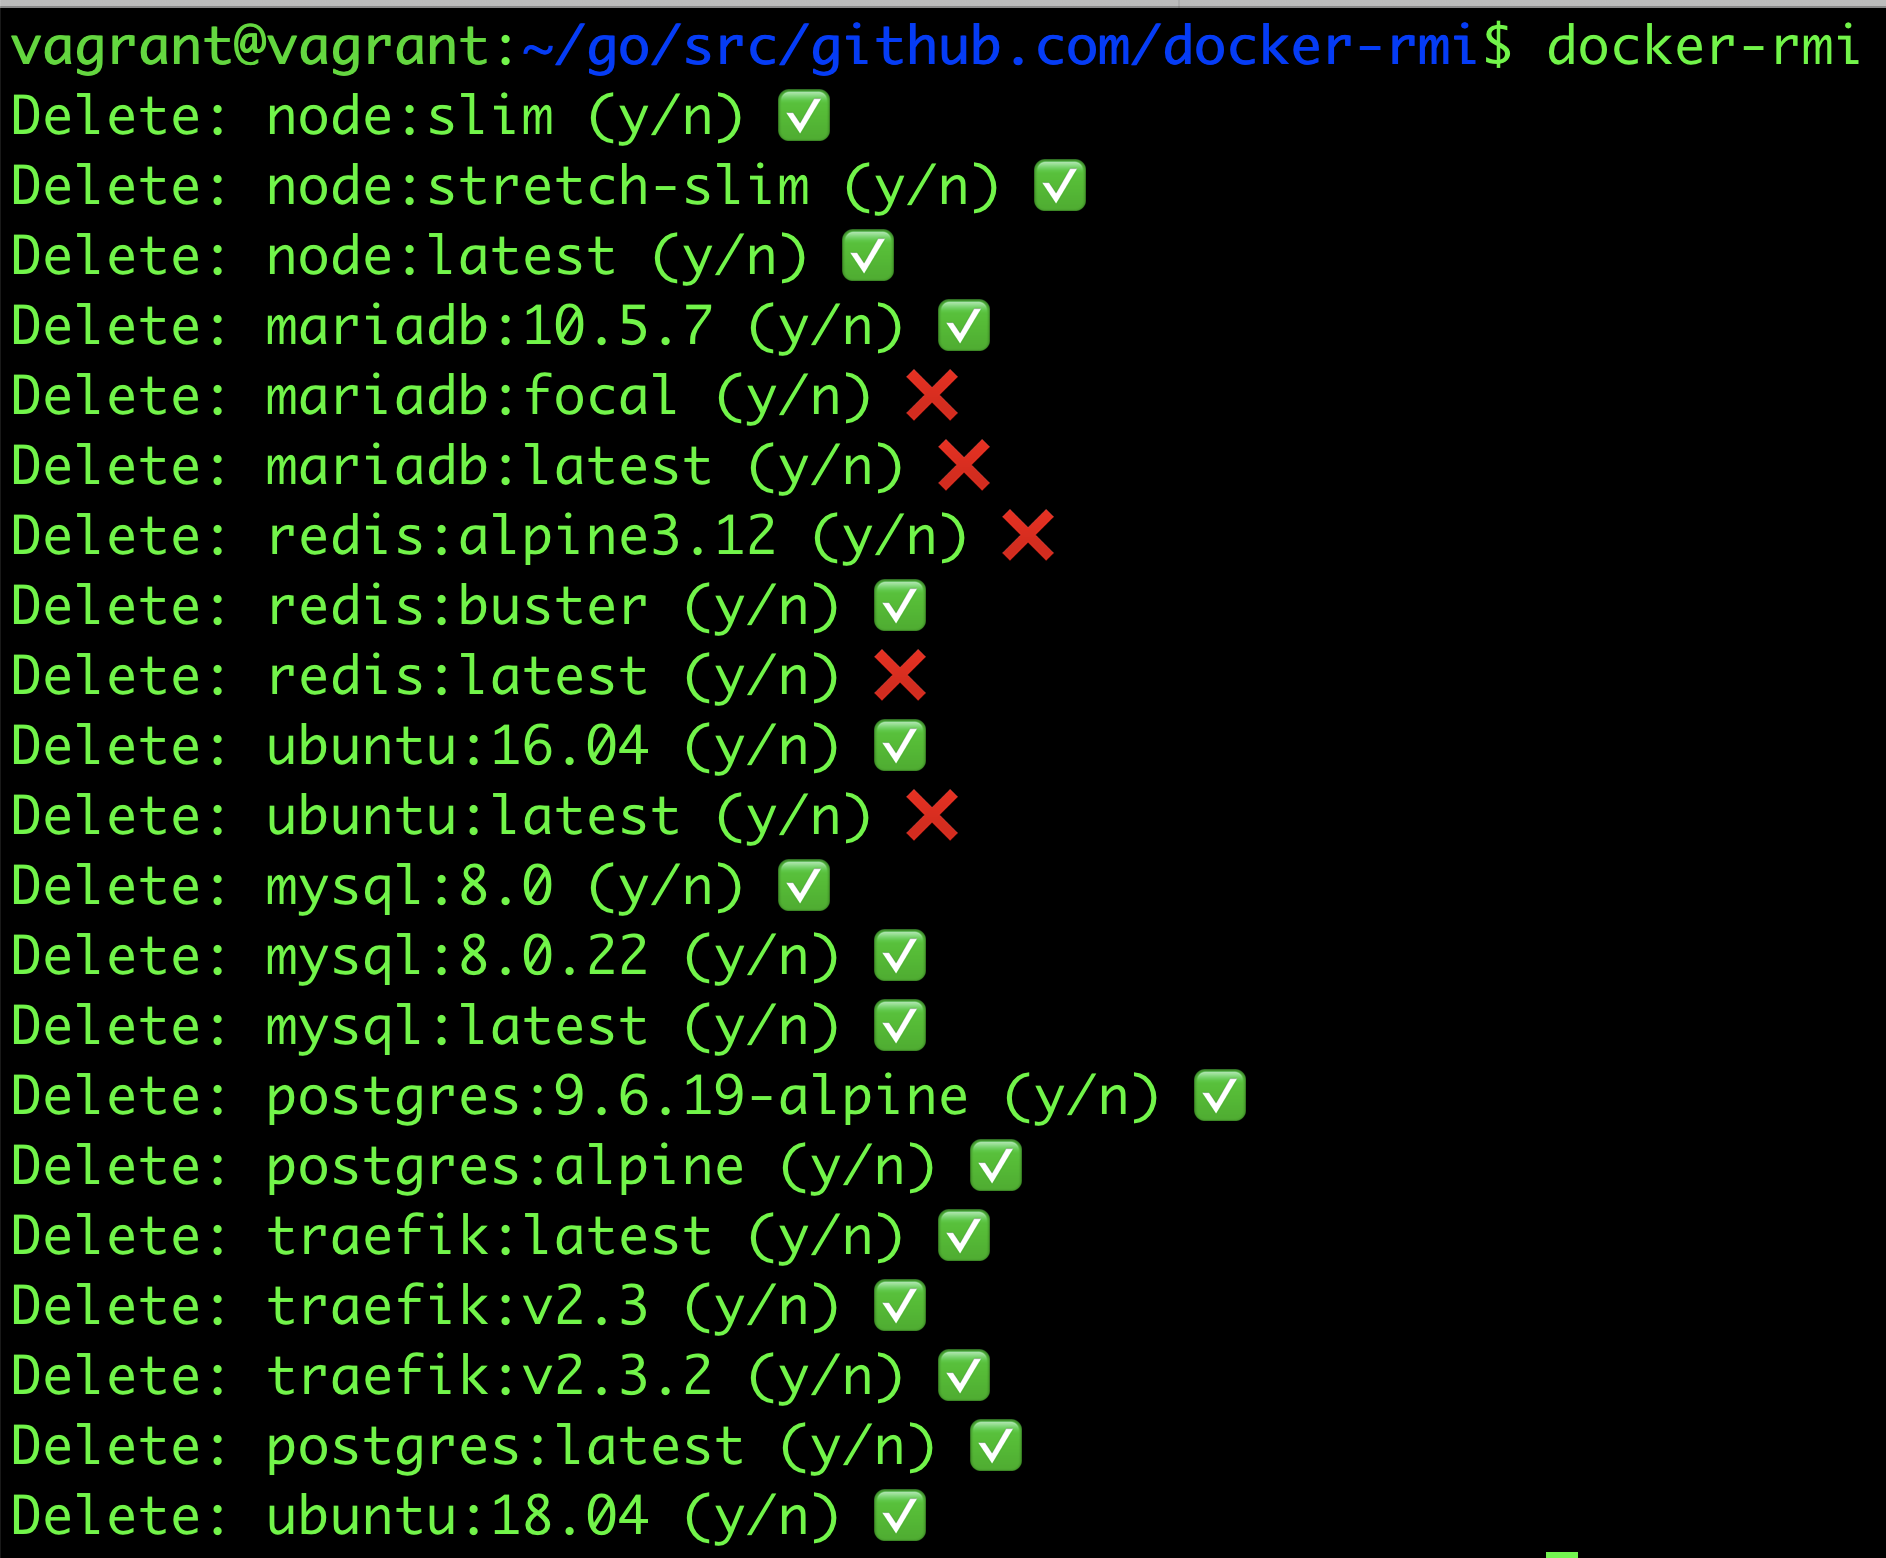 vagrant@vagrant:~/go/src/github.com/docker-rmi$ docker-rmi
Delete: node:slim (y/n) ✅
Delete: node:stretch-slim (y/n) ✅
Delete: node:latest (y/n) ✅
Delete: mariadb:10.5.7 (y/n) ✅
Delete: mariadb:focal (y/n) ❌
Delete: mariadb:latest (y/n) ❌
Delete: redis:alpine3.12 (y/n) ❌
Delete: redis:buster (y/n) ✅
Delete: redis:latest (y/n) ❌
Delete: ubuntu:16.04 (y/n) ✅
Delete: ubuntu:latest (y/n) ❌
Delete: mysql:8.0 (y/n) ✅
Delete: mysql:8.0.22 (y/n) ✅
Delete: mysql:latest (y/n) ✅
Delete: postgres:9.6.19-alpine (y/n) ✅
Delete: postgres:alpine (y/n) ✅
Delete: traefik:latest (y/n) ✅
Delete: traefik:v2.3 (y/n) ✅
Delete: traefik:v2.3.2 (y/n) ✅
Delete: postgres:latest (y/n) ✅
Delete: ubuntu:18.04 (y/n) ✅